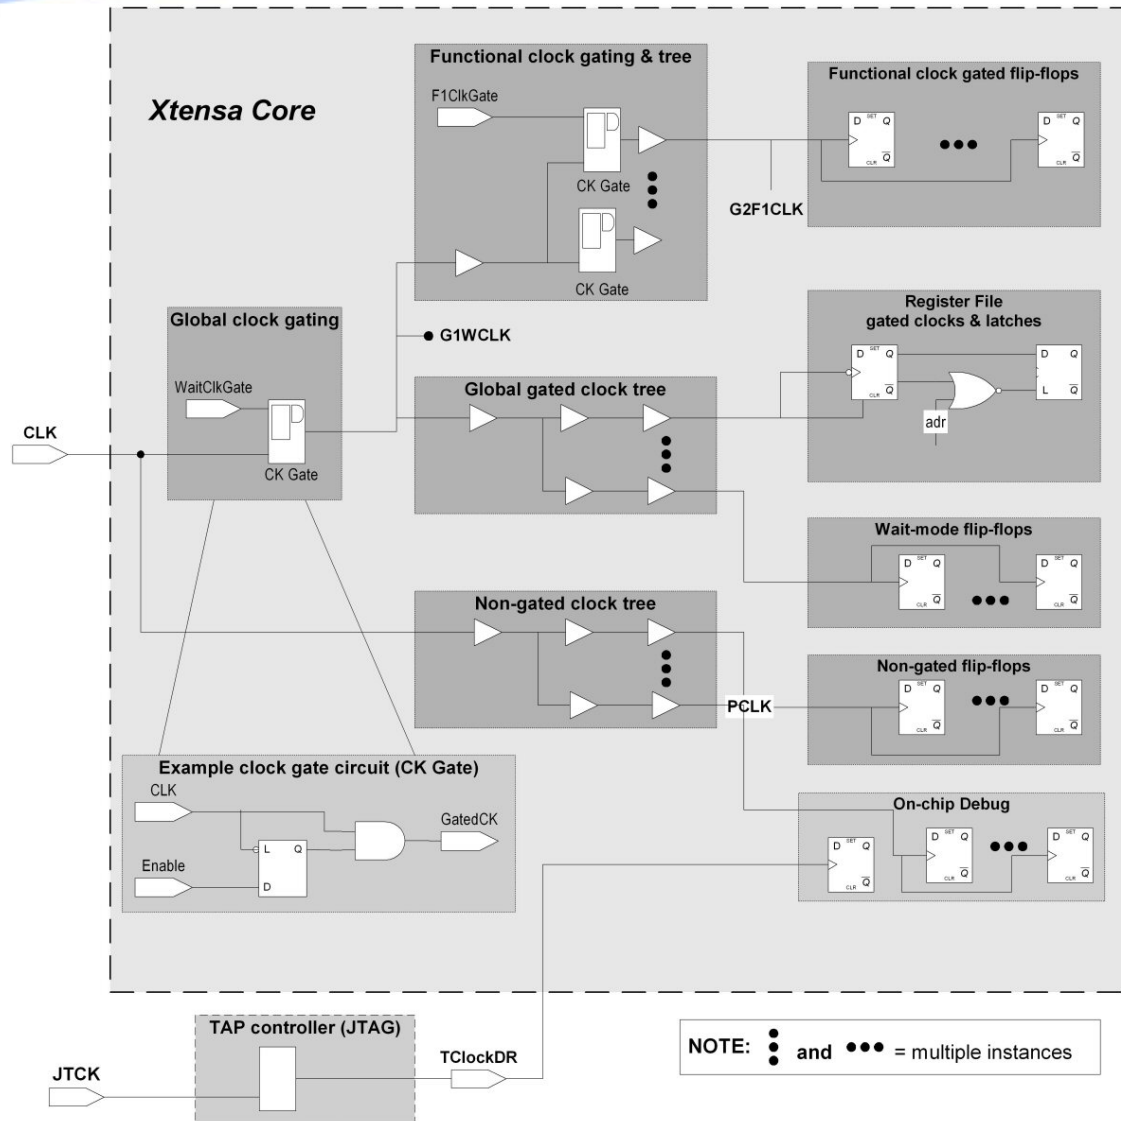 Xtensa Core
Functional clock gating & tree
F1ClkGate
CK Gate
CK Gate
Functional clock gated flip-flops
D SET Q
CLR Q
D SET Q
CLR Q
G2F1CLK
Global clock gating
WaitClkGate
CK Gate
CLK
G1WCLK
Global gated clock tree
Register File
gated clocks & latches
D SET Q
CLR Q
D Q
L Q
adr
Wait-mode flip-flops
D SET Q
CLR Q
D SET Q
CLR Q
Non-gated clock tree
PCLK
Non-gated flip-flops
D SET Q
CLR Q
D SET Q
CLR Q
Example clock gate circuit (CK Gate)
CLK
Enable
L Q
D
GatedCK
On-chip Debug
D SET Q
CLR Q
D SET Q
CLR Q
D SET Q
CLR Q
TAP controller (JTAG)
JTCK
TClockDR
NOTE: and = multiple instances